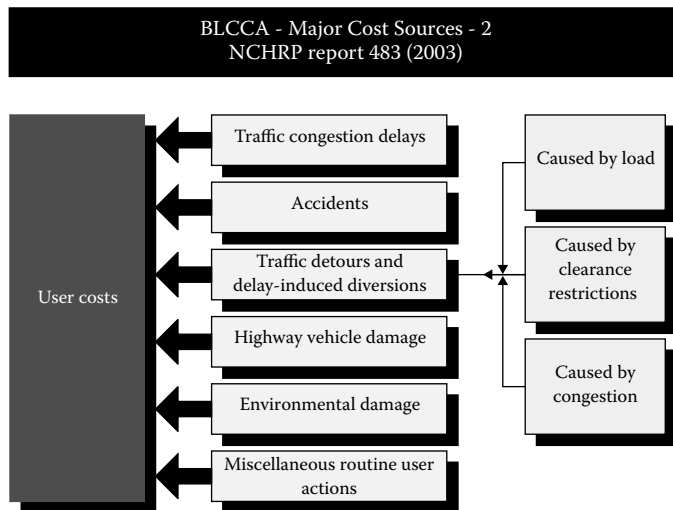 BLCCA - Major Cost Sources - 2
NCHRP report 483 (2003)
User costs
Traffic congestion delays
Accidents
Traffic detours and
delay-induced diversions
Highway vehicle damage
Environmental damage
Miscellaneous routine user
actions
Caused by load
Caused by
clearance
restrictions
Caused by
congestion